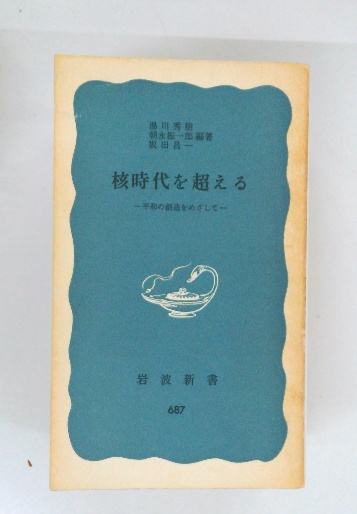 湯川秀樹
朝永振一郎 編著
坂田昌一
核時代を超える
—平和の創造をめざして—
岩波新書
687